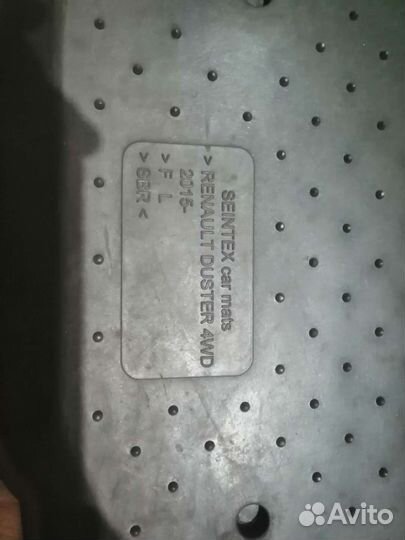 SEINTEX car mats
> RENAULT DUSTER 4WD
2015-
> F L
> SBR <
Avito